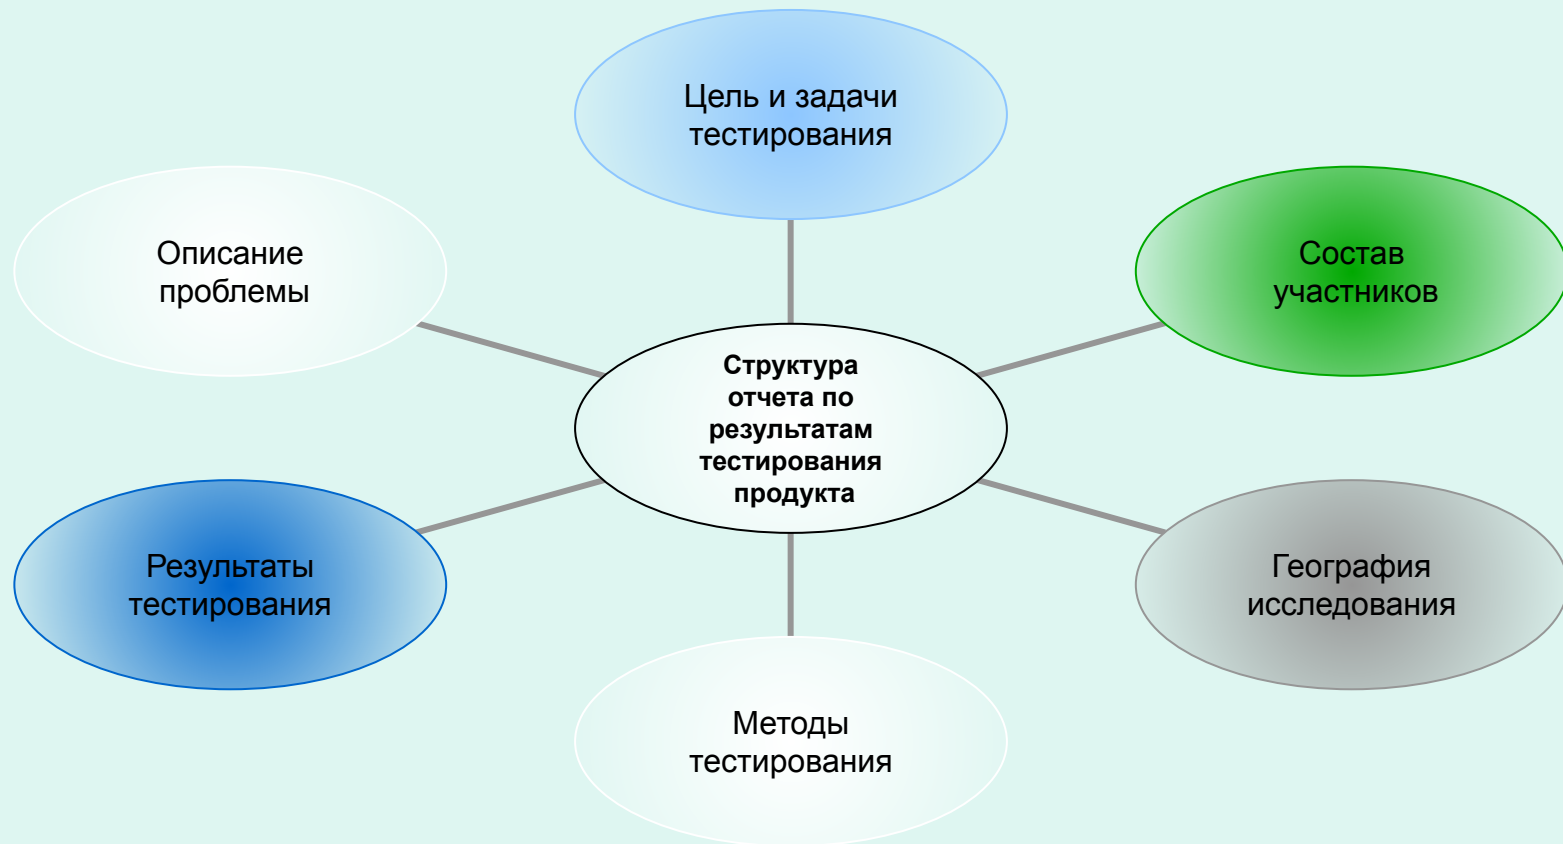 Цель и задачи
тестирования
Описание
проблемы
Состав
участников
Структура
отчета по
результатам
тестирования
продукта
Результаты
тестирования
География
исследования
Методы
тестирования